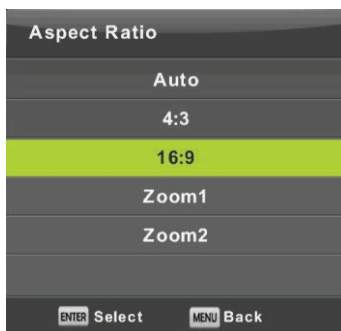 Aspect Ratio
Auto
4:3
16:9
Zoom1
Zoom2
ENTER Select MENU Back